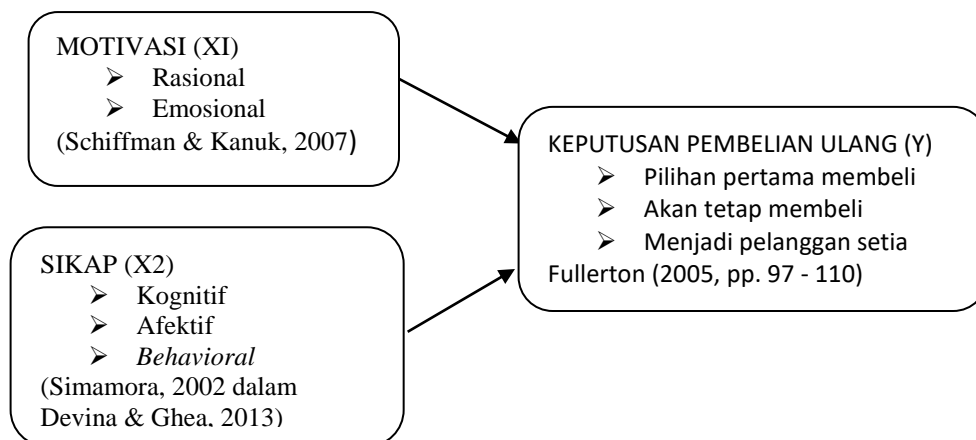 MOTIVASI (XI)
➢ Rasional
➢ Emosional
(Schiffman & Kanuk, 2007)
SIKAP (X2)
➢ Kognitif
➢ Afektif
➢ Behavioral
(Simamora, 2002 dalam
Devina & Ghea, 2013)
KEPUTUSAN PEMBELIAN ULANG (Y)
➢ Pilihan pertama membeli
➢ Akan tetap membeli
➢ Menjadi pelanggan setia
Fullerton (2005, pp. 97 - 110)